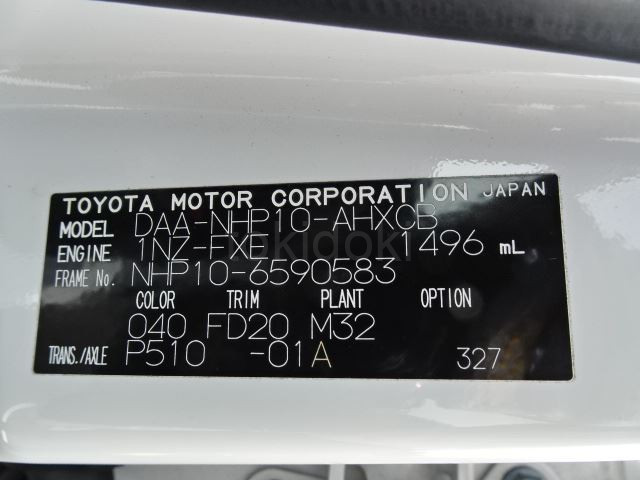 TOYOTA MOTOR CORPORATION JAPAN
MODEL DAA-NHP10-AHXCB
ENGINE 1NZ-FXE 1496 mL
FRAME No. NHP10-6590583
COLOR TRIM PLANT OPTION
040 FD20 M32
TRANS./AXLE P510 -01A 327